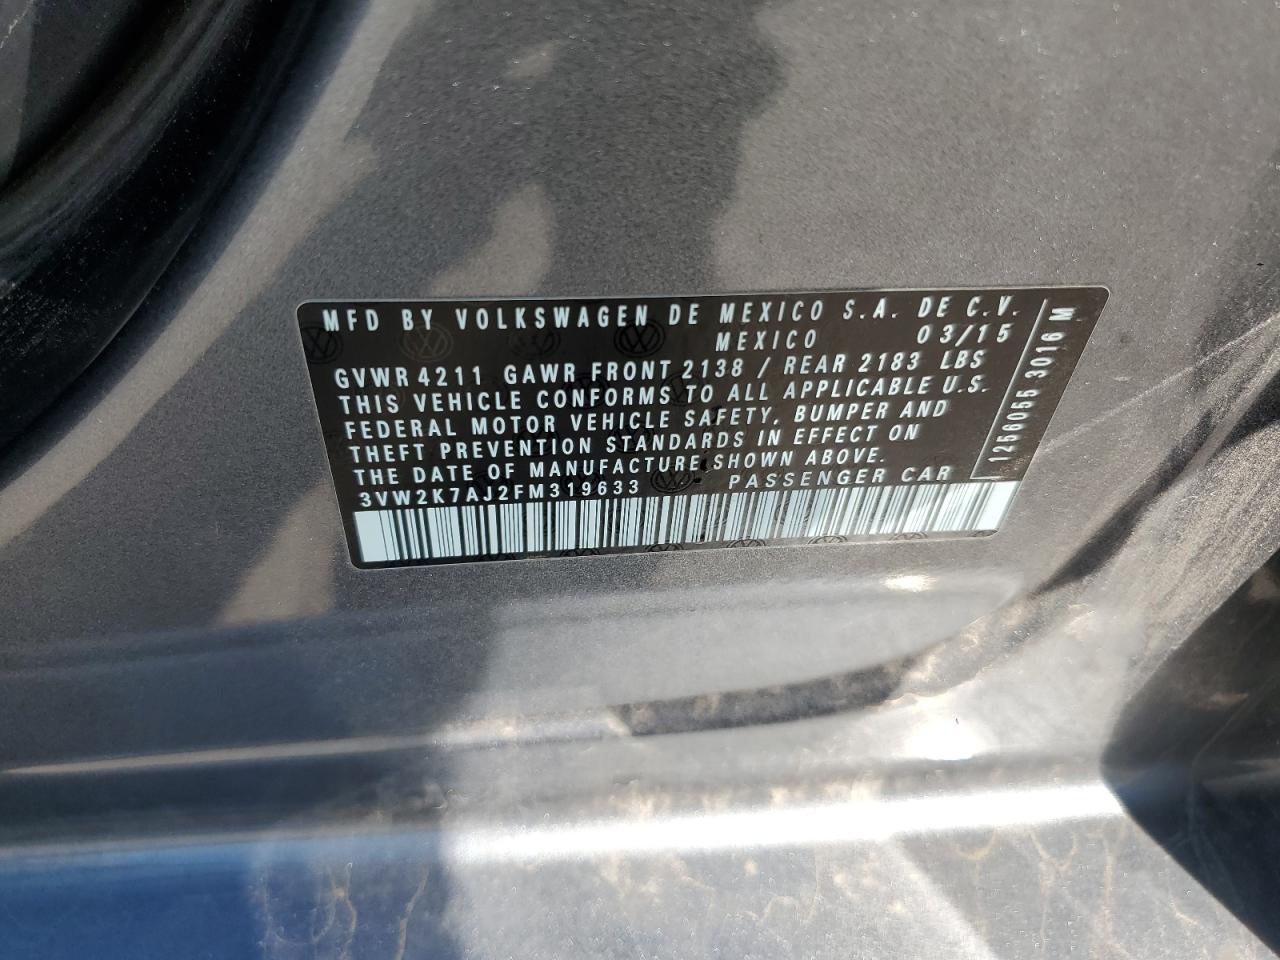 MFD BY VOLKSWAGEN DE MEXICO S.A. DE C.V.
MEXICO 03/15
GVWR 4211 GAWR FRONT 2138 / REAR 2183 LBS
THIS VEHICLE CONFORMS TO ALL APPLICABLE U.S.
FEDERAL MOTOR VEHICLE SAFETY, BUMPER AND
THEFT PREVENTION STANDARDS IN EFFECT ON
THE DATE OF MANUFACTURE SHOWN ABOVE.
3VW2K7AJ2FM319633 PASSENGER CAR
1256055 3016 M